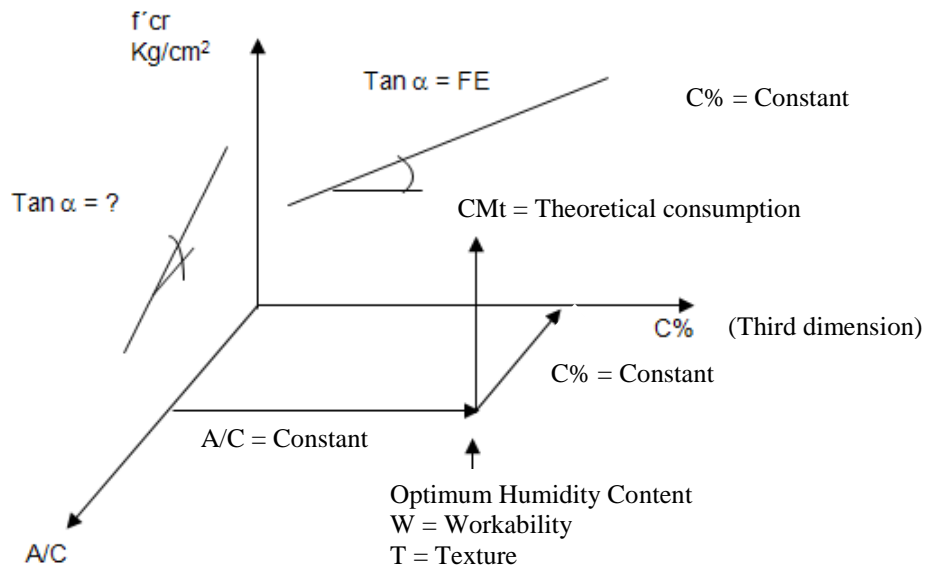 f´cr
Kg/cm²
Tan α = FE
C% = Constant
Tan α = ?
CMt = Theoretical consumption
C%
(Third dimension)
C% = Constant
A/C = Constant
Optimum Humidity Content
W = Workability
T = Texture
A/C